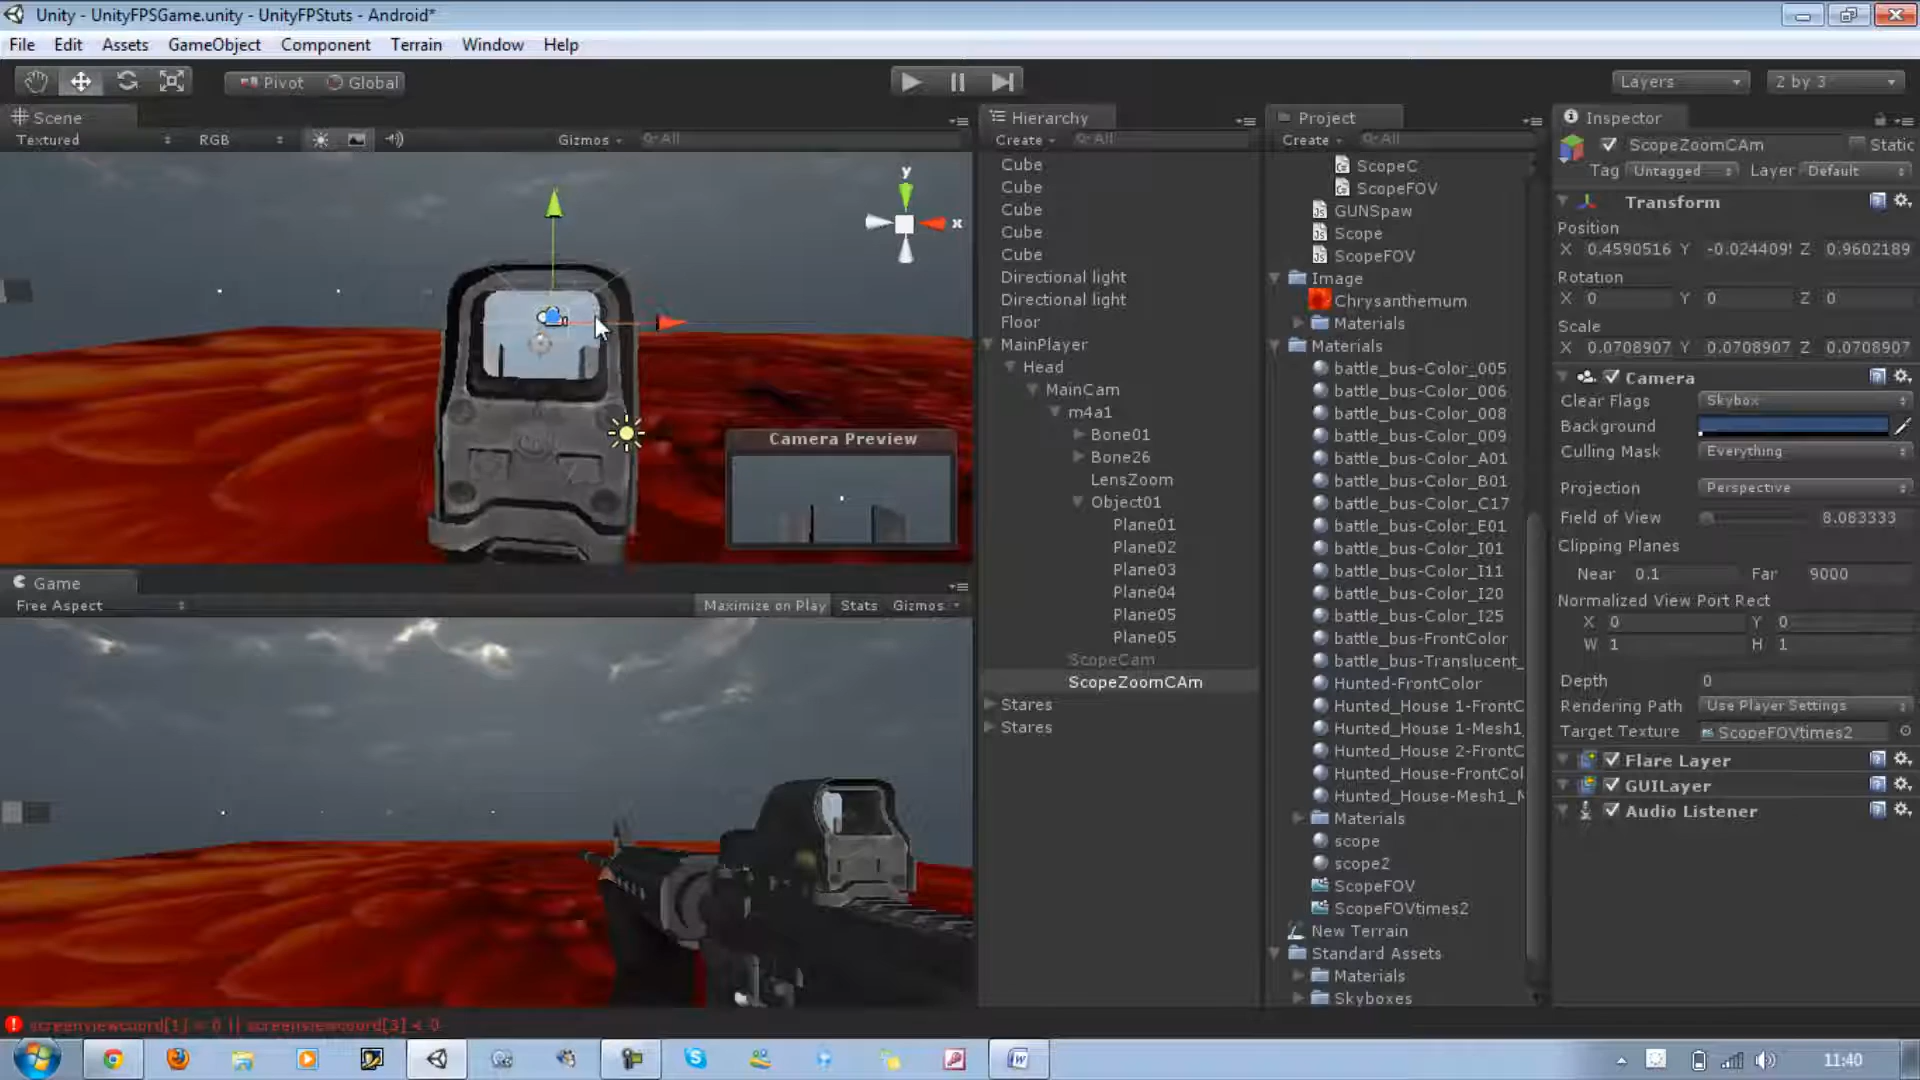 Unity - UnityFPSGame.unity - UnityFPStuts - Android*
File Edit Assets GameObject Component Terrain Window Help
Pivot Global Layers 2 by 3
Scene
Textured RGB Gizmos All
y
x
Camera Preview
Game
Free Aspect Maximize on Play Stats Gizmos
Hierarchy
Create All
Cube
Cube
Cube
Cube
Cube
Directional light
Directional light
Floor
MainPlayer
Head
MainCam
m4a1
Bone01
Bone26
LensZoom
Object01
Plane01
Plane02
Plane03
Plane04
Plane05
Plane05
ScopeCam
ScopeZoomCAm
Stares
Stares
Project
Create All
ScopeC
ScopeFOV
GUNSpaw
Scope
ScopeFOV
Image
Chrysanthemum
Materials
Materials
battle_bus-Color_005
battle_bus-Color_006
battle_bus-Color_008
battle_bus-Color_009
battle_bus-Color_A01
battle_bus-Color_B01
battle_bus-Color_C17
battle_bus-Color_E01
battle_bus-Color_I01
battle_bus-Color_I11
battle_bus-Color_I20
battle_bus-Color_I25
battle_bus-FrontColor
battle_bus-Translucent_
Hunted-FrontColor
Hunted_House 1-FrontC
Hunted_House 1-Mesh1_
Hunted_House 2-FrontC
Hunted_House-FrontCol
Hunted_House-Mesh1_M
Materials
scope
scope2
ScopeFOV
ScopeFOVtimes2
New Terrain
Standard Assets
Materials
Skyboxes
Inspector
ScopeZoomCAm Static
Tag Untagged Layer Default
Transform
Position
X 0.4590516 Y -0.024409! Z 0.9602189
Rotation
X 0 Y 0 Z 0
Scale
X 0.0708907 Y 0.0708907 Z 0.0708907
Camera
Clear Flags Skybox
Background
Culling Mask Everything
Projection Perspective
Field of View 8.083333
Clipping Planes
Near 0.1 Far 9000
Normalized View Port Rect
X 0 Y 0
W 1 H 1
Depth 0
Rendering Path Use Player Settings
Target Texture ScopeFOVtimes2
Flare Layer
GUILayer
Audio Listener
screenviewcoord[1] < 0 || screenviewcoord[3] < 0
11:40